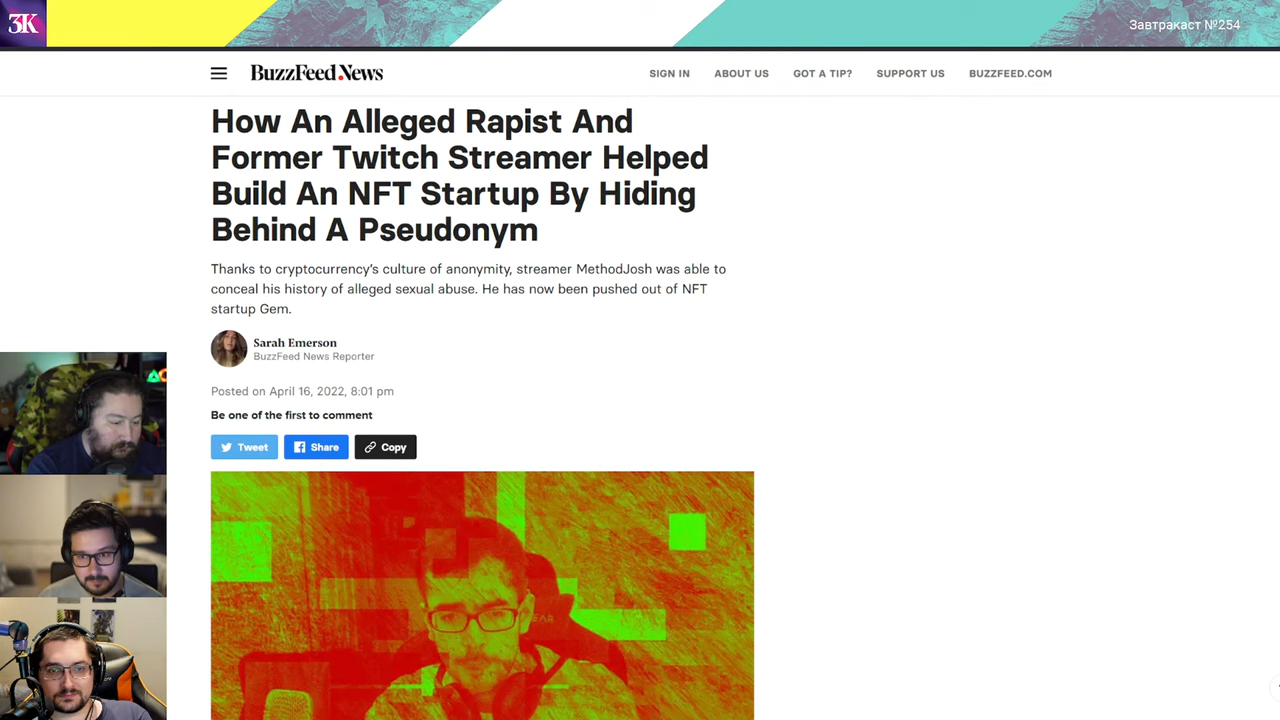 3K
Завтракаст №254
BuzzFeed News
SIGN IN
ABOUT US
GOT A TIP?
SUPPORT US
BUZZFEED.COM
How An Alleged Rapist And
Former Twitch Streamer Helped
Build An NFT Startup By Hiding
Behind A Pseudonym
Thanks to cryptocurrency's culture of anonymity, streamer MethodJosh was able to
conceal his history of alleged sexual abuse. He has now been pushed out of NFT
startup Gem.
Sarah Emerson
BuzzFeed News Reporter
Posted on April 16, 2022, 8:01 pm
Be one of the first to comment
Tweet
Share
Copy